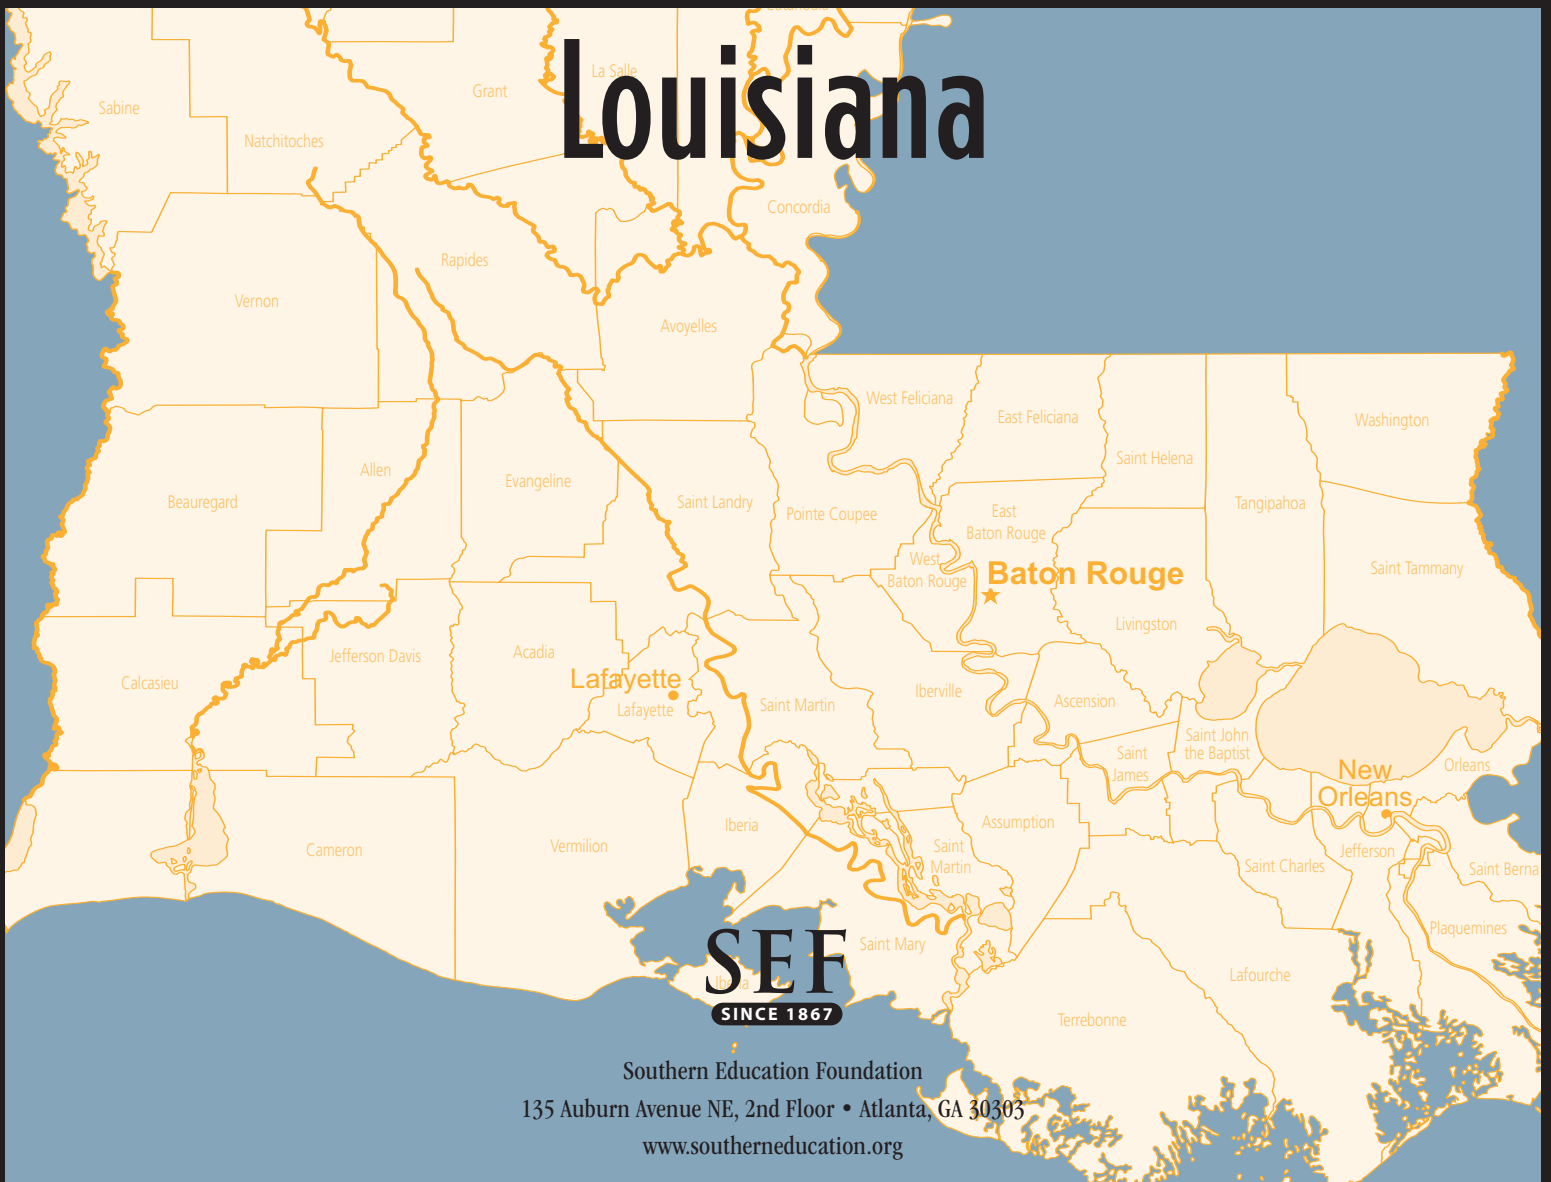 Catahoula
Louisiana
La Salle
Grant
Sabine
Natchitoches
Concordia
Rapides
Vernon
Avoyelles
West Feliciana
East Feliciana
Washington
Saint Helena
Allen
Evangeline
Beauregard
Saint Landry
Pointe Coupee
Tangipahoa
East
Baton Rouge
West
Baton Rouge
Baton Rouge
Saint Tammany
Livingston
Jefferson Davis
Acadia
Calcasieu
Lafayette
Lafayette
Saint Martin
Iberville
Ascension
Saint John
the Baptist
Saint
James
Orleans
New
Orleans
Iberia
Assumption
Cameron
Vermilion
Saint
Martin
Jefferson
Saint Charles
Saint Berna
Plaquemines
Saint Mary
Lafourche
Iberia
Terrebonne
SEF
SINCE 1867
Southern Education Foundation
135 Auburn Avenue NE, 2nd Floor • Atlanta, GA 30303
www.southerneducation.org